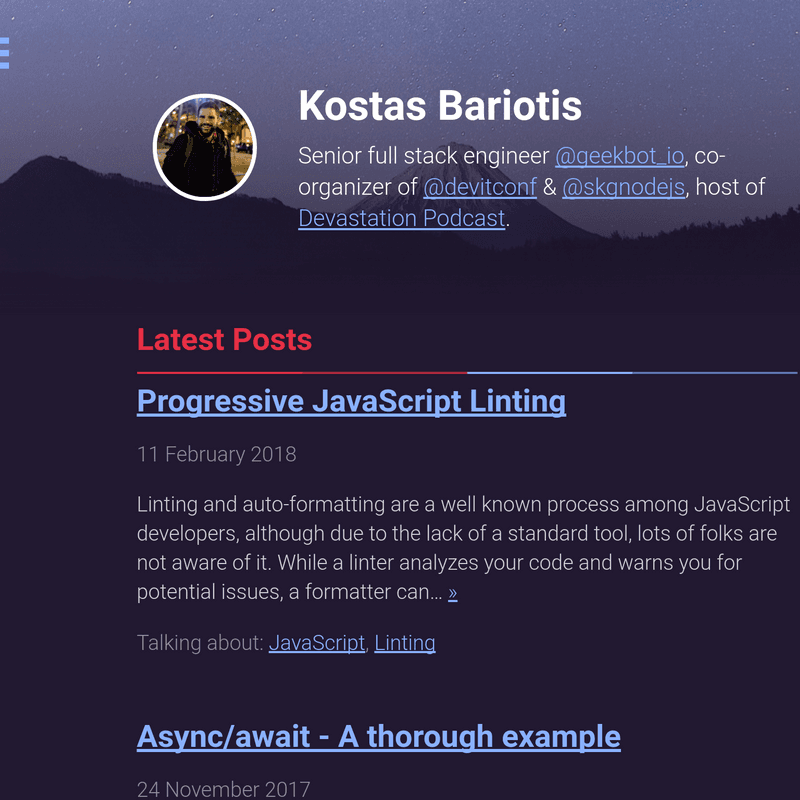 Kostas Bariotis
Senior full stack engineer @geekbot_io, co-
organizer of @devitconf & @skgnodejs, host of
Devastation Podcast.
Latest Posts
Progressive JavaScript Linting
11 February 2018
Linting and auto-formatting are a well known process among JavaScript
developers, although due to the lack of a standard tool, lots of folks are
not aware of it. While a linter analyzes your code and warns you for
potential issues, a formatter can... »
Talking about: JavaScript, Linting
Async/await - A thorough example
24 November 2017